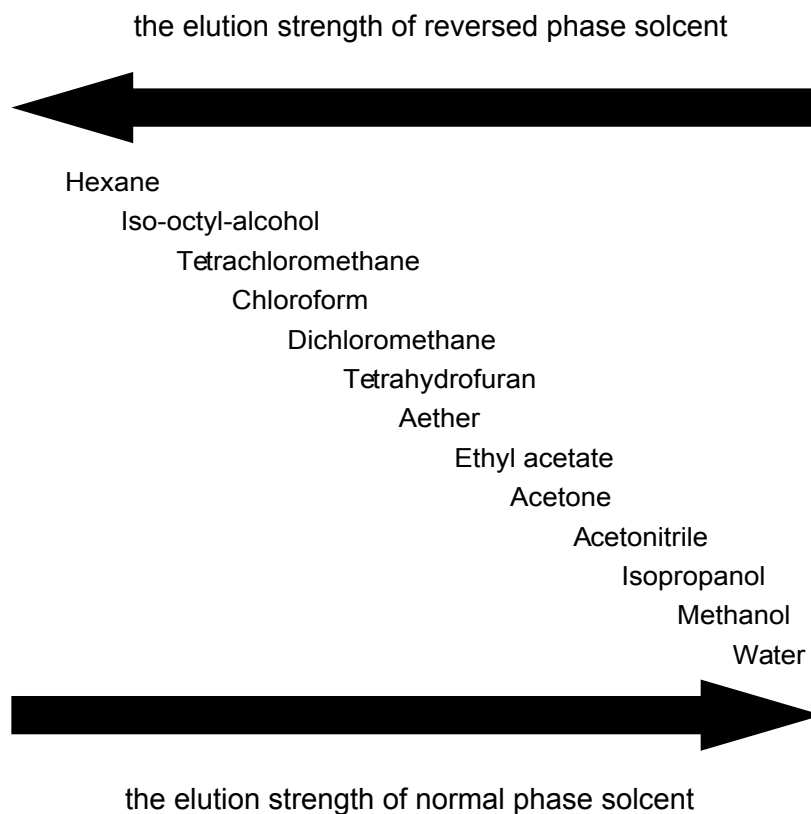 the elution strength of reversed phase solcent
Hexane
Iso-octyl-alcohol
Tetrachloromethane
Chloroform
Dichloromethane
Tetrahydrofuran
Aether
Ethyl acetate
Acetone
Acetonitrile
Isopropanol
Methanol
Water
the elution strength of normal phase solcent